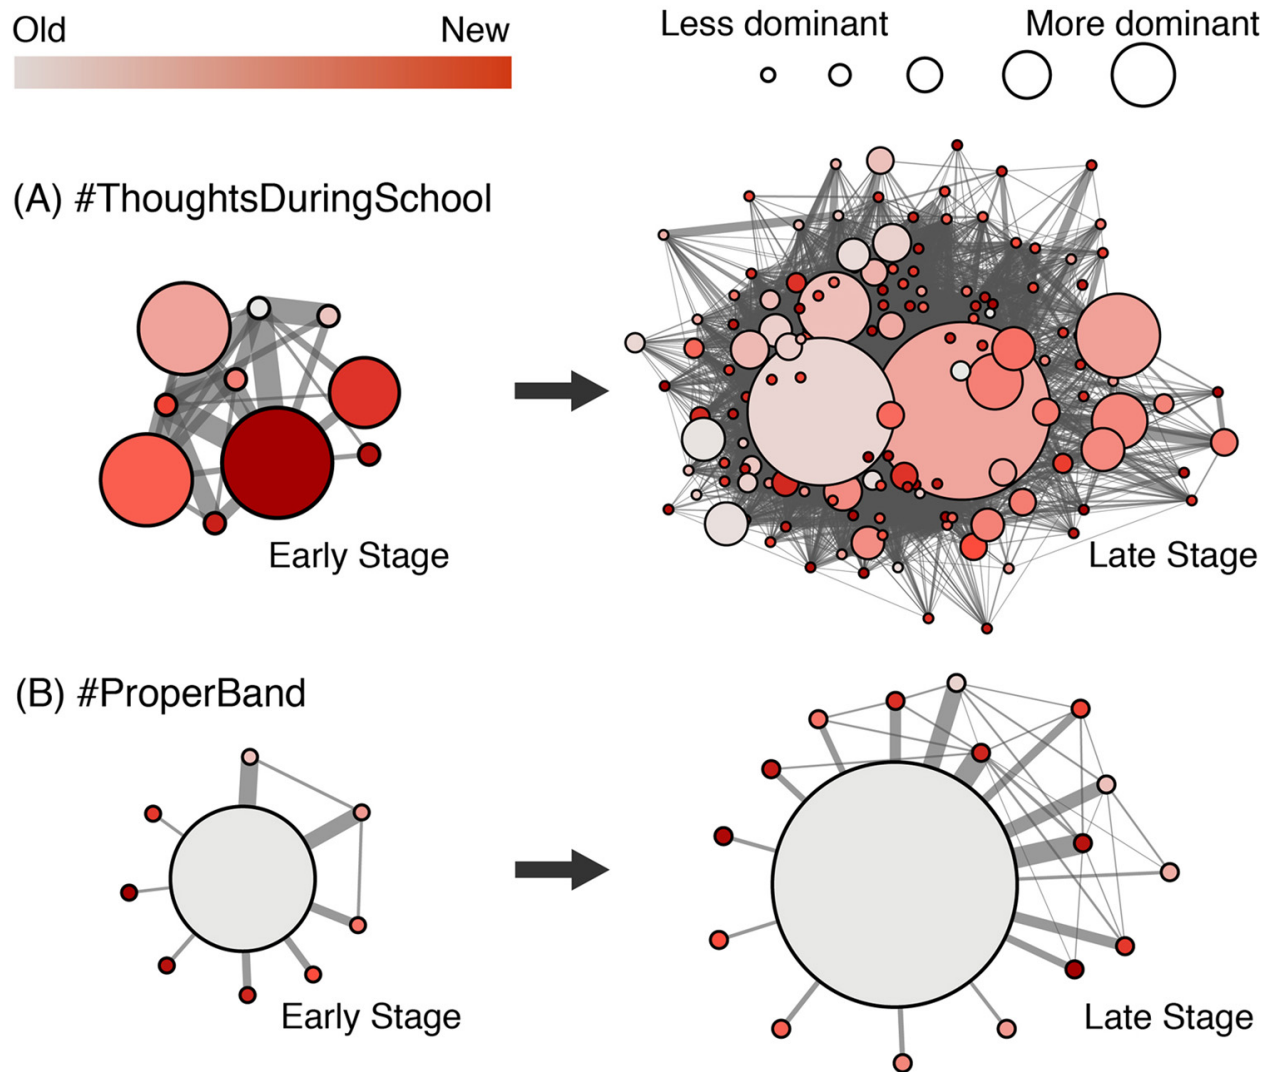 Old New
Less dominant More dominant
(A) #ThoughtsDuringSchool
Early Stage
Late Stage
(B) #ProperBand
Early Stage
Late Stage